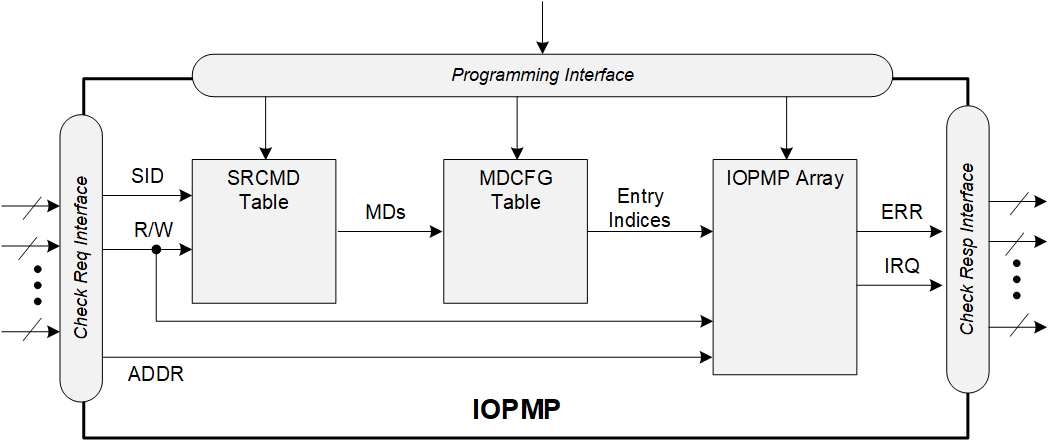 Programming Interface
Check Req Interface
SID
R/W
ADDR
SRCMD
Table
MDs
MDCFG
Table
Entry
Indices
IOPMP Array
ERR
IRQ
Check Resp Interface
IOPMP